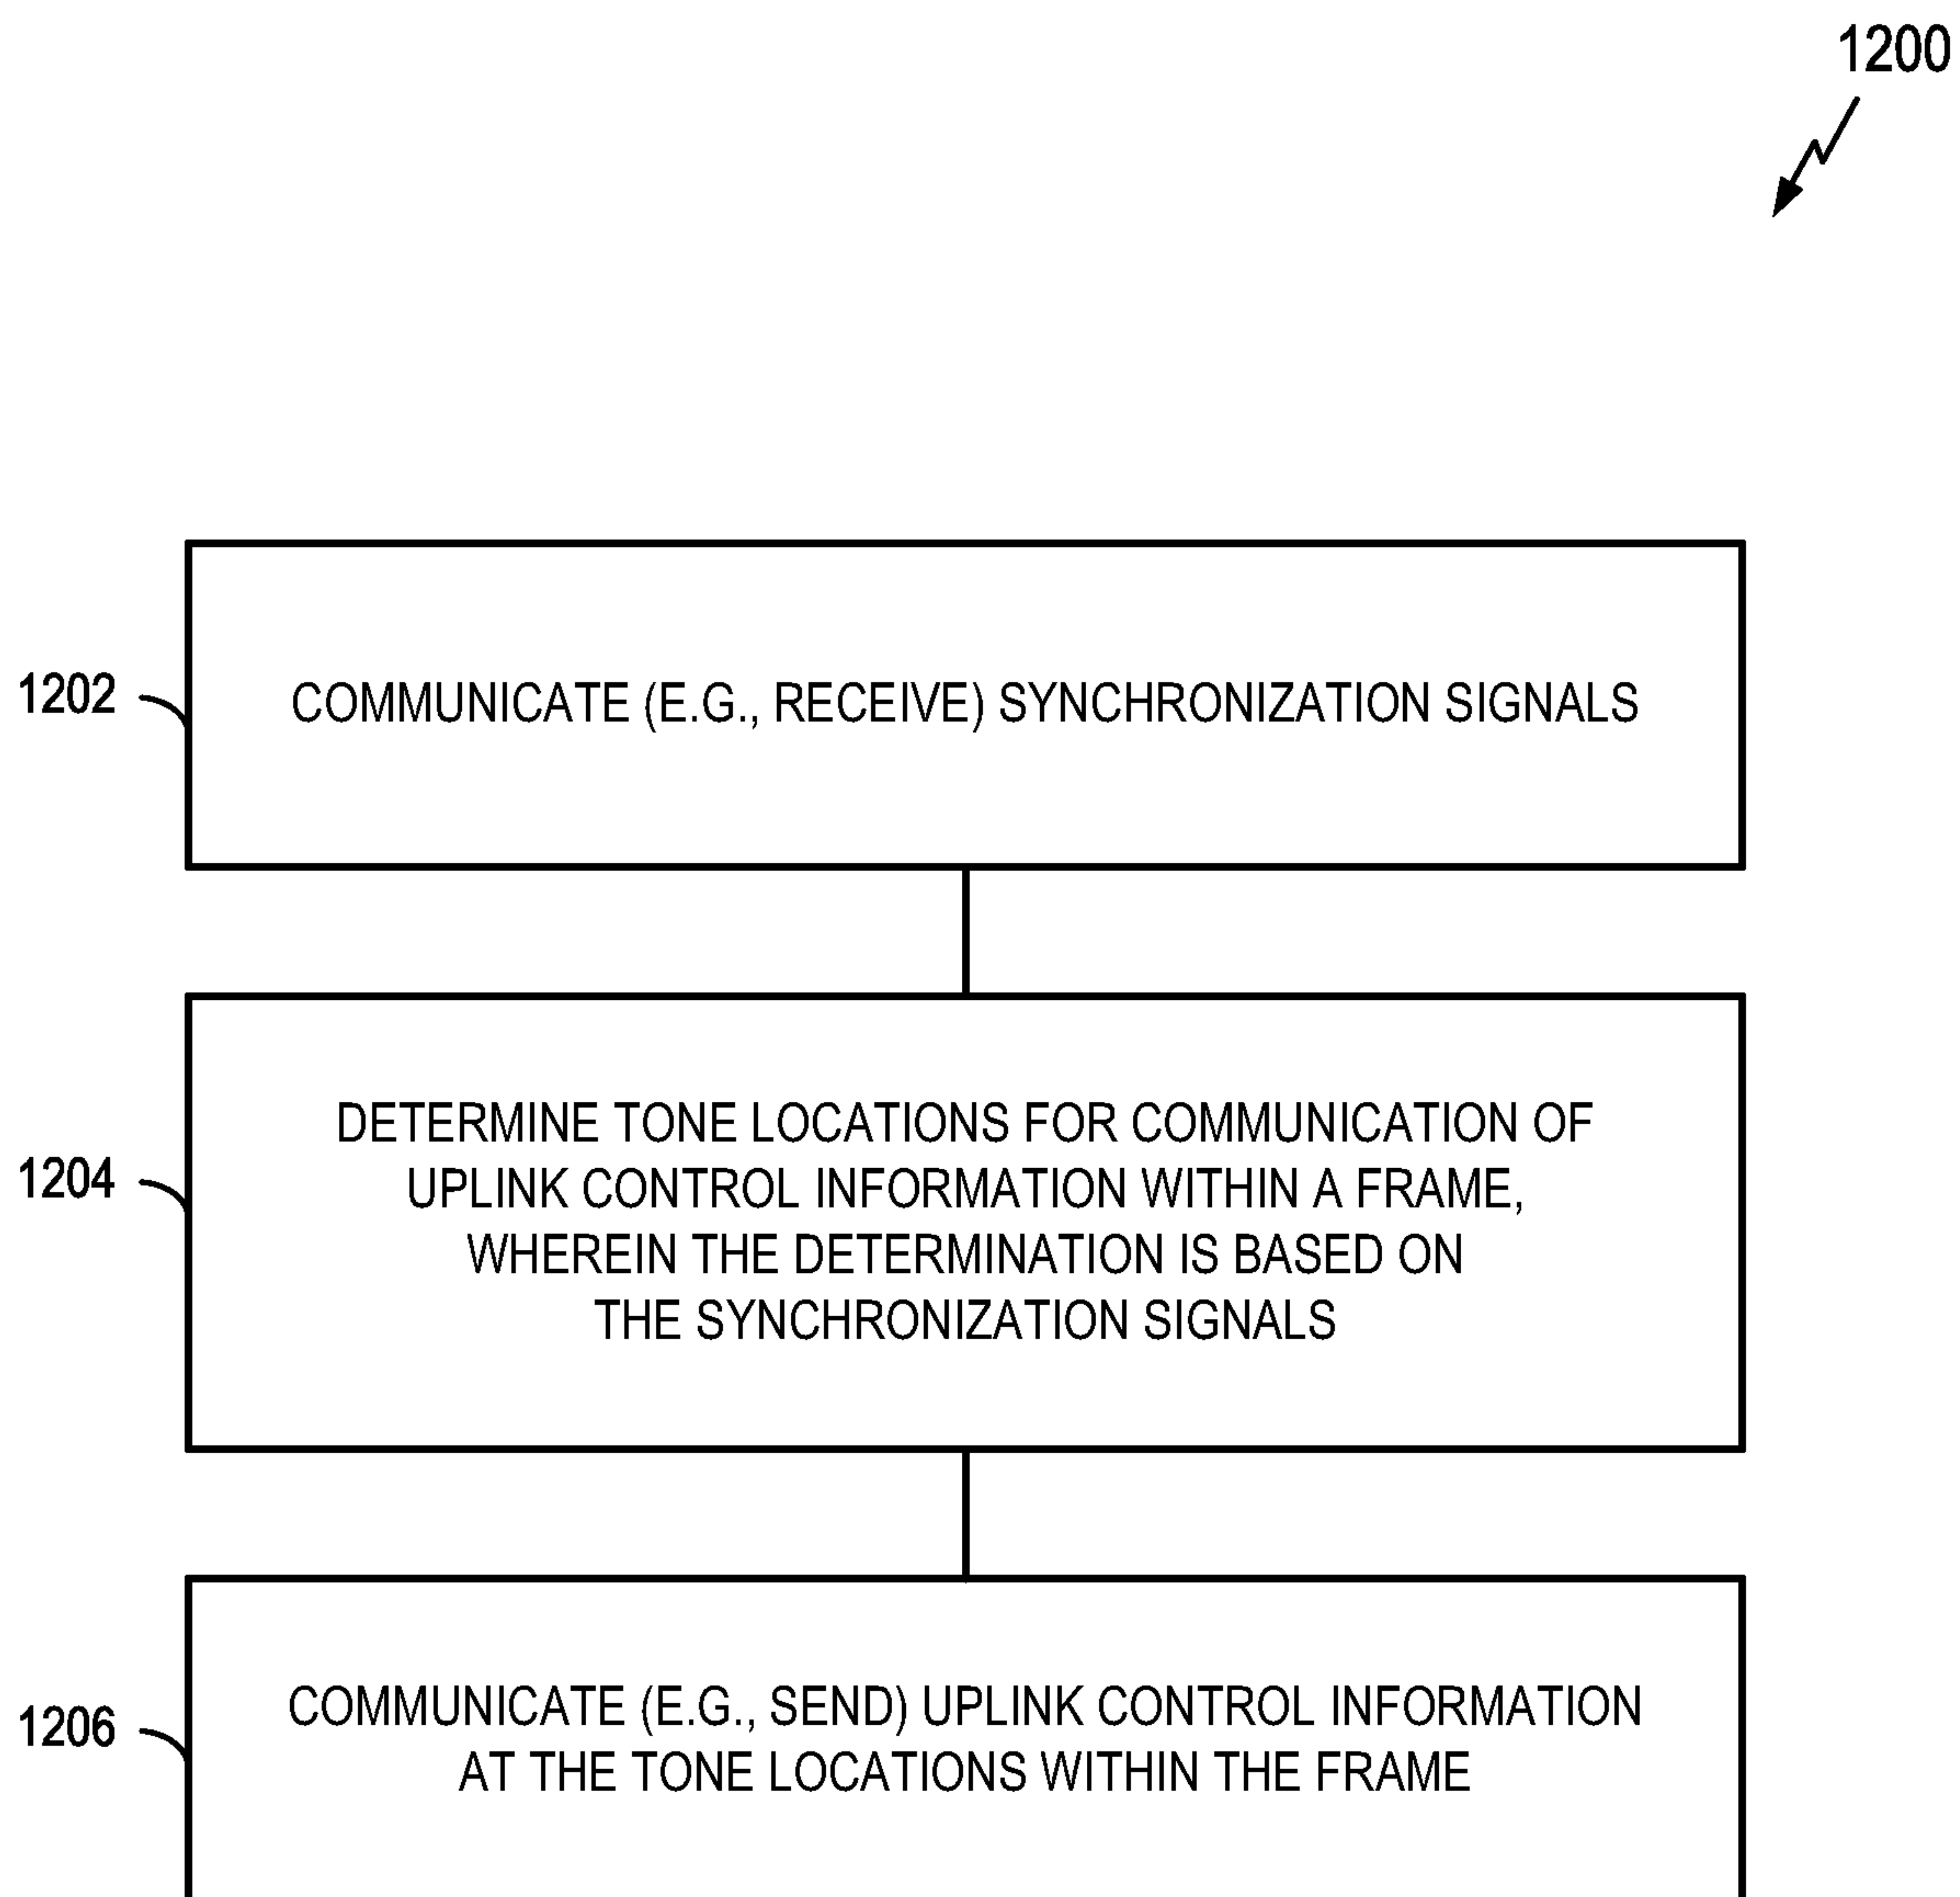 1200
1202
COMMUNICATE (E.G., RECEIVE) SYNCHRONIZATION SIGNALS
1204
DETERMINE TONE LOCATIONS FOR COMMUNICATION OF
UPLINK CONTROL INFORMATION WITHIN A FRAME,
WHEREIN THE DETERMINATION IS BASED ON
THE SYNCHRONIZATION SIGNALS
1206
COMMUNICATE (E.G., SEND) UPLINK CONTROL INFORMATION
AT THE TONE LOCATIONS WITHIN THE FRAME